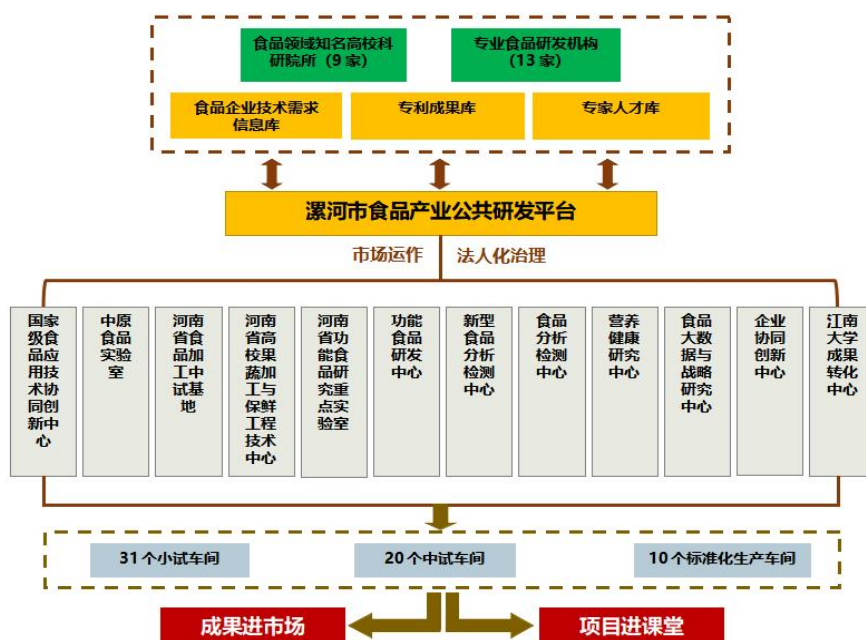 食品领域知名高校科
研院所（9家）
专业食品研发机构
（13家）
食品企业技术需求
信息库
专利成果库
专家人才库
漯河市食品产业公共研发平台
市场运作
法人化治理
国家
级食
品应
用技
术协
同创
新中
心
中原
食品
实验
室
河南
省食
品加
工中
试基
地
河南
省高
校果
蔬加
工与
保鲜
工程
技术
中心
河南
省功
能食
品研
究重
点实
验室
功能
食品
研发
中心
新型
食品
分析
检测
中心
食品
分析
检测
中心
营养
健康
研究
中心
食品
大数
据与
战略
研究
中心
企业
协同
创新
中心
江南
大学
成果
转化
中心
31个小试车间
20个中试车间
10个标准化生产车间
成果进市场
项目进课堂